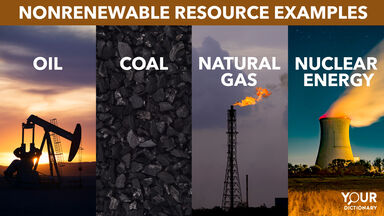 NONRENEWABLE RESOURCE EXAMPLES
OIL
COAL
NATURAL
GAS
NUCLEAR
ENERGY
YOUR
DICTIONARY